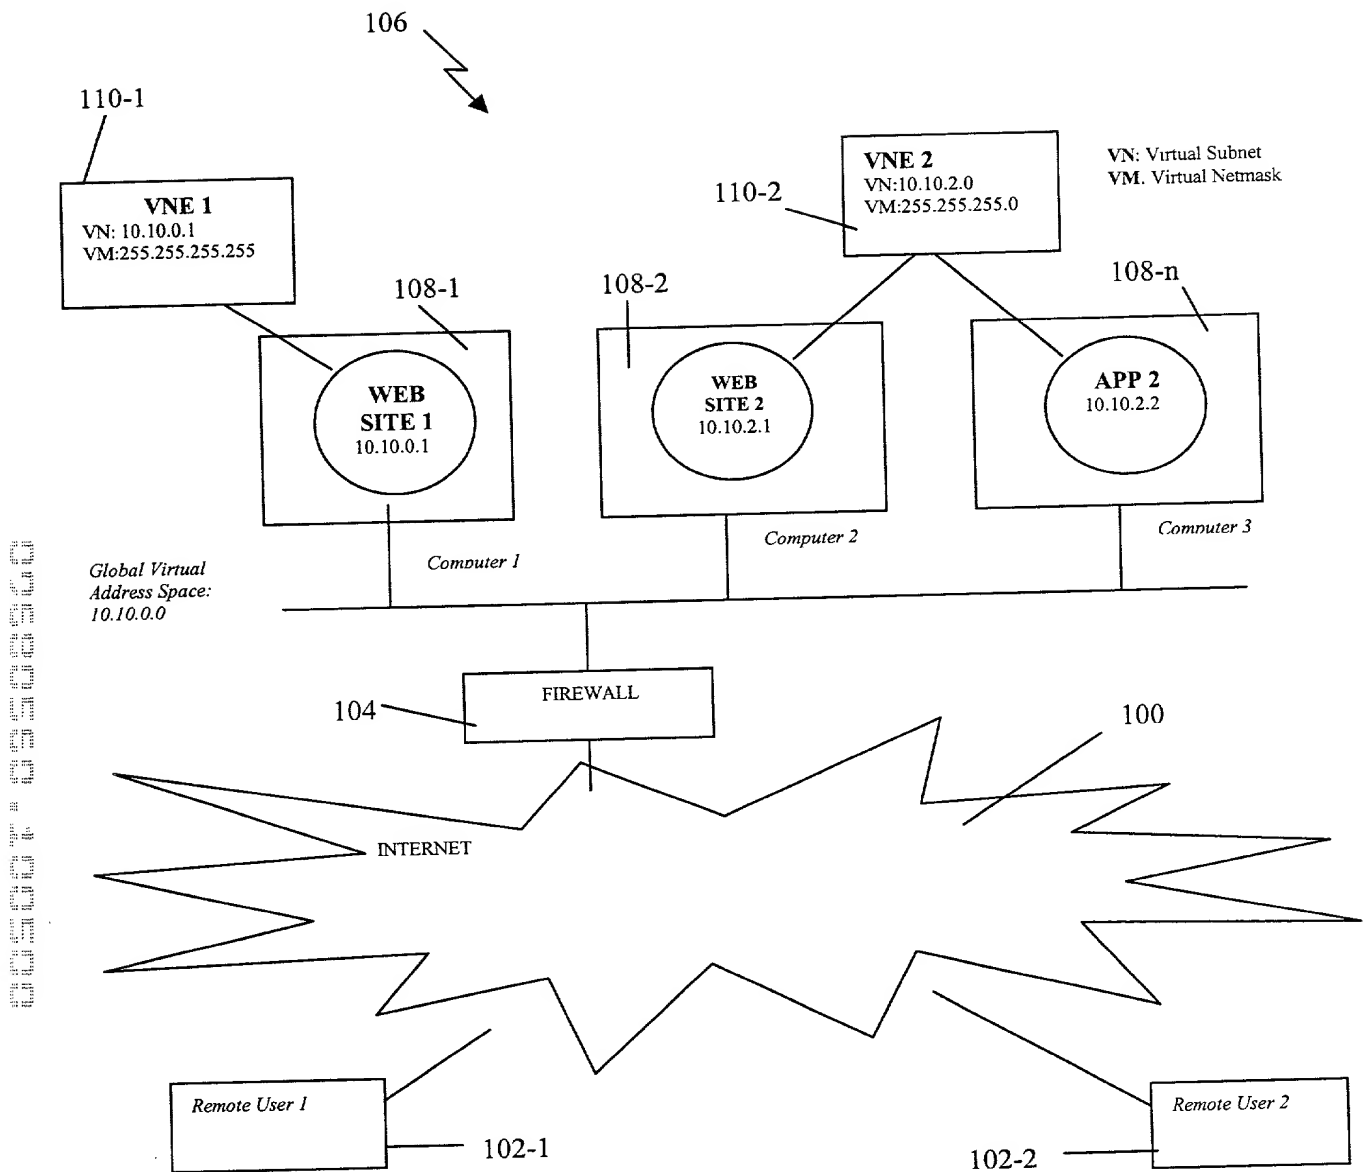 106
110-1
VNE 1
VN: 10.10.0.1
VM:255.255.255.255
VNE 2
VN:10.10.2.0
VM:255.255.255.0
110-2
VN: Virtual Subnet
VM. Virtual Netmask
108-1
108-2
108-n
WEB
SITE 1
10.10.0.1
WEB
SITE 2
10.10.2.1
APP 2
10.10.2.2
Computer 1
Computer 2
Computer 3
Global Virtual
Address Space:
10.10.0.0
FIREWALL
104
100
INTERNET
Remote User 1
102-1
Remote User 2
102-2